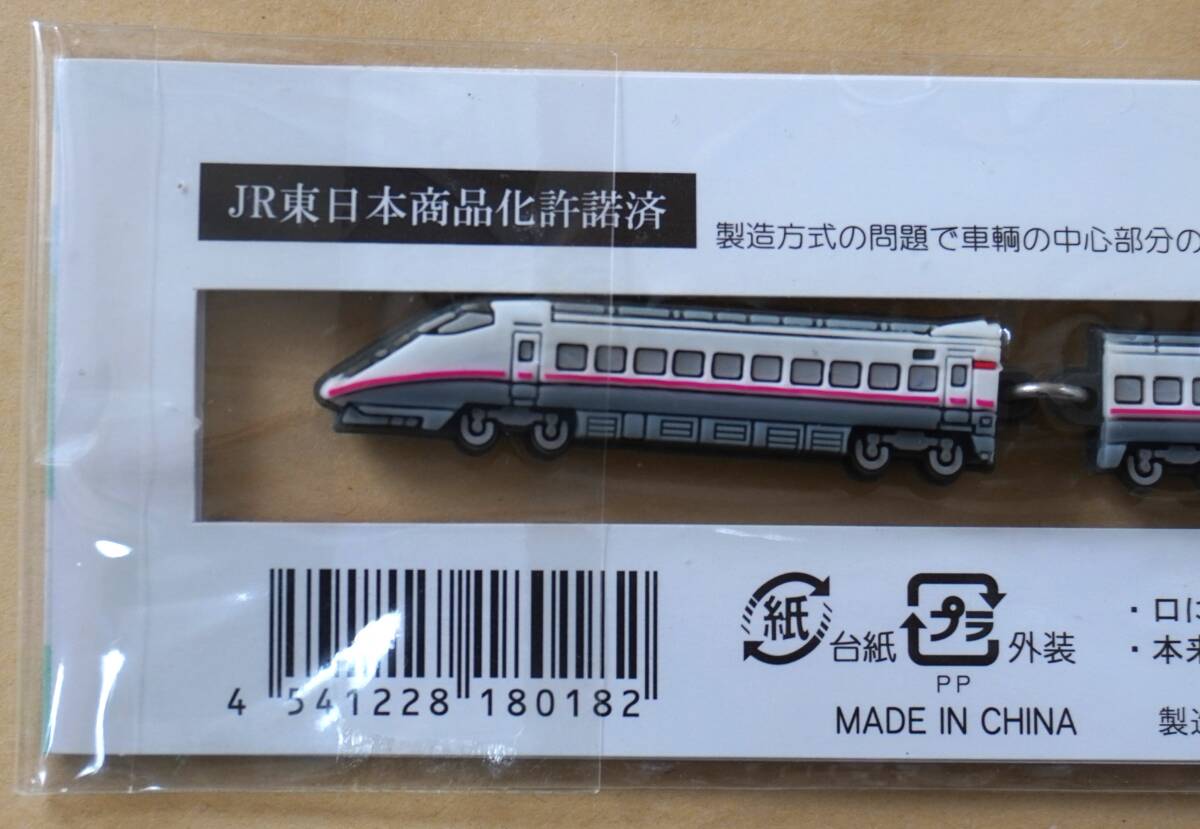 JR東日本商品化許諾済
製造方式の問題で車輌の中心部分の
紙 台紙 プラ 外装
PP
・口に
・本来
4 541228 180182
MADE IN CHINA
製造